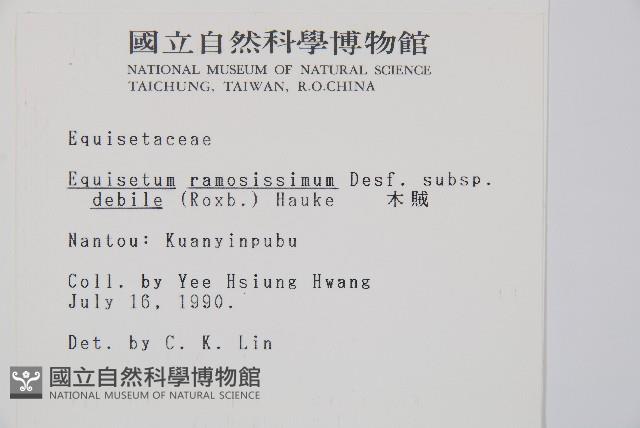 國立自然科學博物館
NATIONAL MUSEUM OF NATURAL SCIENCE
TAICHUNG, TAIWAN, R.O.CHINA
Equisetaceae
Equisetum ramosissimum Desf. subsp.
debile (Roxb.) Hauke 木賊
Nantou: Kuanyinpubu
Coll. by Yee Hsiung Hwang
July 16, 1990.
Det. by C. K. Lin
國立自然科學博物館
NATIONAL MUSEUM OF NATURAL SCIENCE